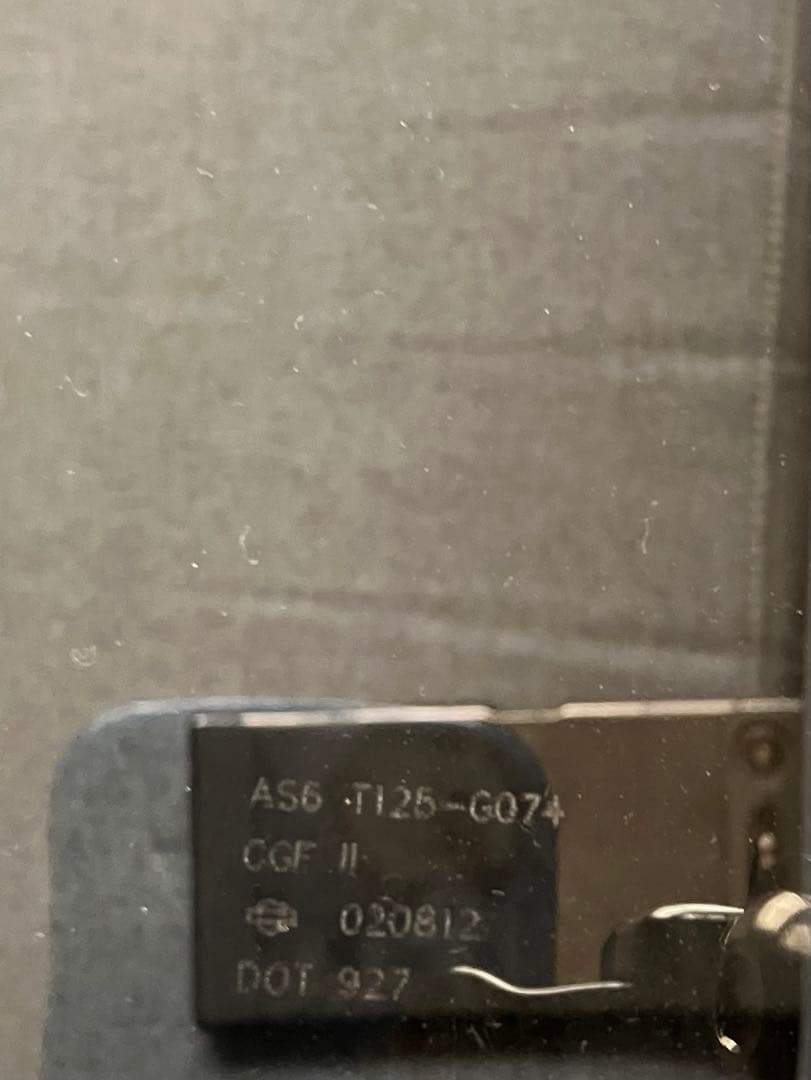 AS6 T125-G074
CGF II
020812
DOT 927